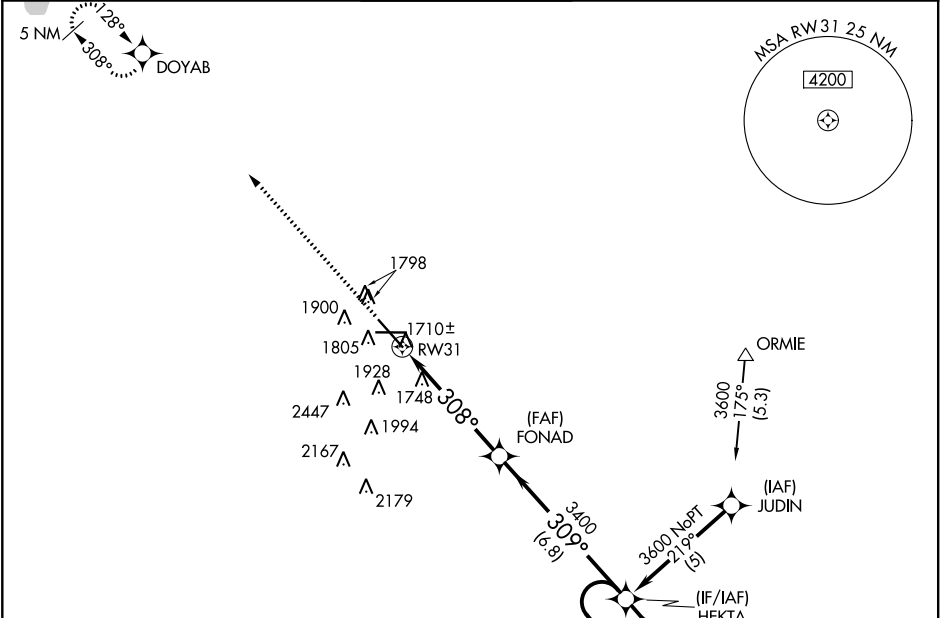 128°
5 NM
308°
DOYAB
MSA RW31 25 NM
4200
1798
1900
1710±
1805
RW31
ORMIE
1928
1748
3600
175°
(5.3)
2447
308°
(FAF)
FONAD
1994
2167
2179
(IAF)
JUDIN
3400
309°
(6.8)
3600 NoPT
219°
(5)
(IF/IAF)
HEKTA